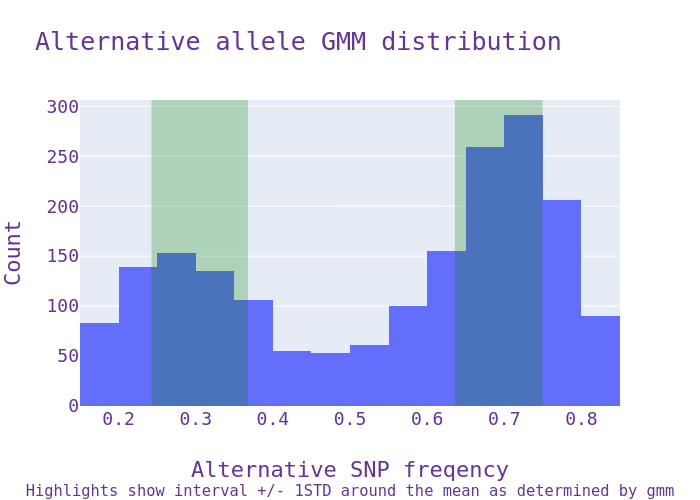 Alternative allele GMM distribution
300
250
200
150
100
50
0
Count
0.2 0.3 0.4 0.5 0.6 0.7 0.8
Alternative SNP freqency
Highlights show interval +/- 1STD around the mean as determined by gmm